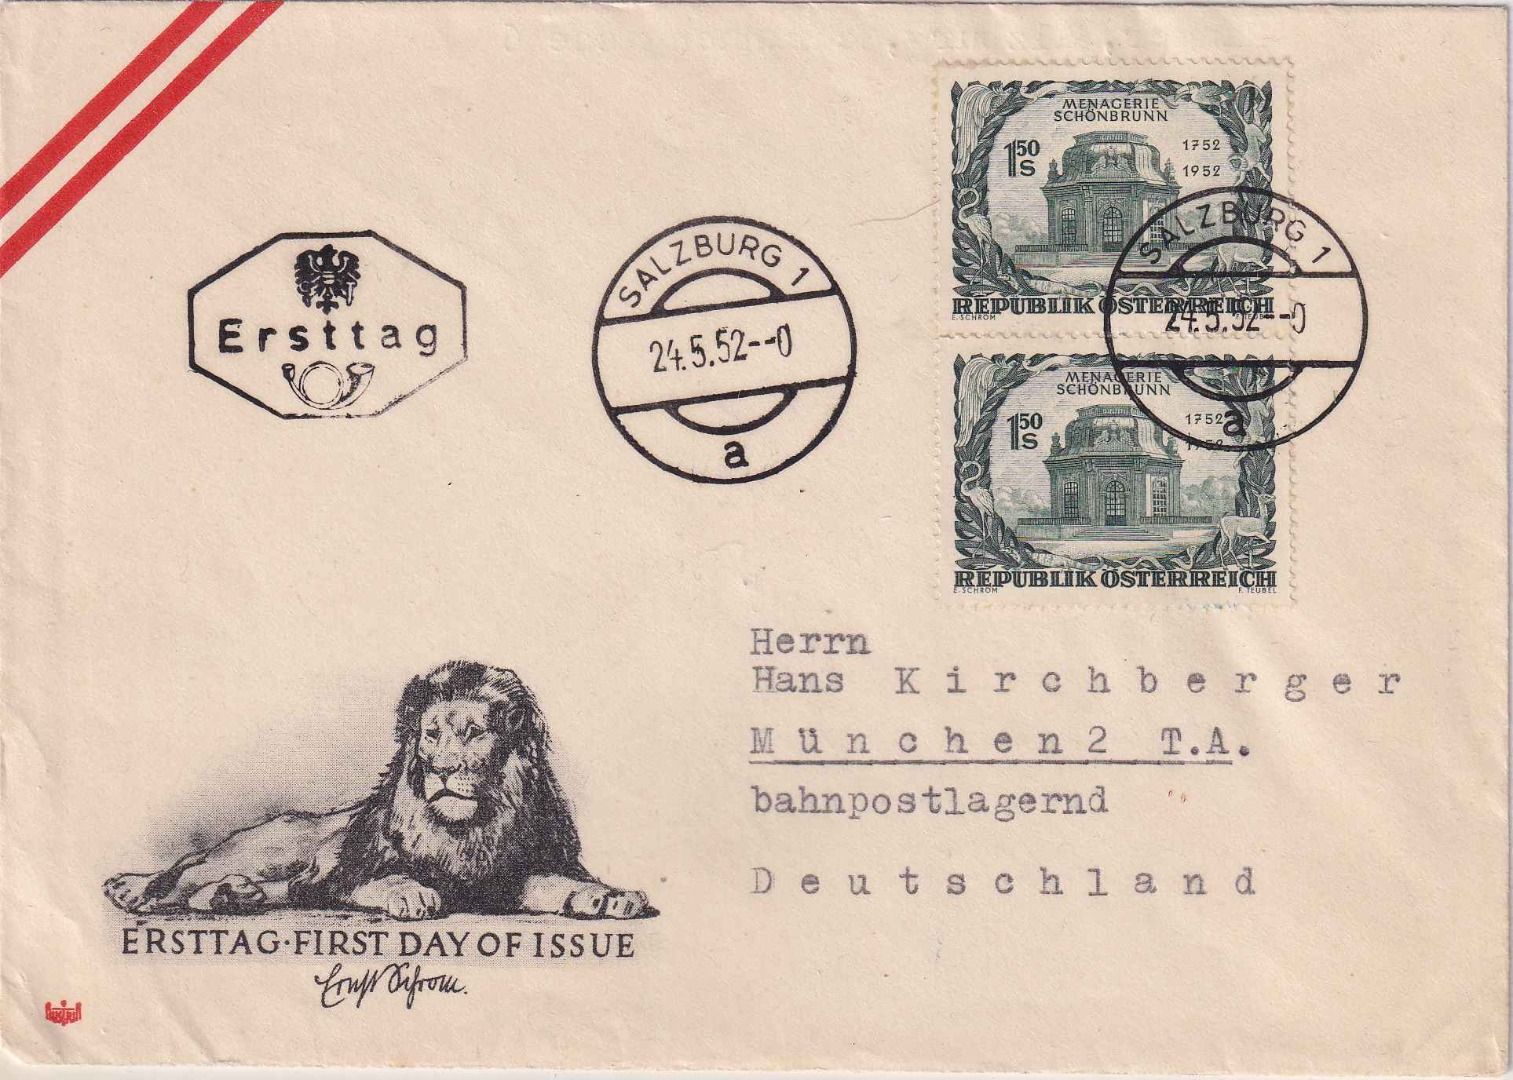 MENAGERIE
SCHÖNBRUNN
1 50 S
1752
1952
REPUBLIK ÖSTERREICH
E. SCHROM
SALZBURG 1
24.5.52--0
a
Ersttag
SALZBURG 1
24.5.52--0
a
MENAGERIE
SCHÖNBRUNN
1 50 S
1752
REPUBLIK ÖSTERREICH
E. SCHROM F. TEUBEL
Herrn
Hans Kirchberger
München 2 T.A.
bahnpostlagernd
Deutschland
ERSTTAG·FIRST DAY OF ISSUE
Ernst Schrom.